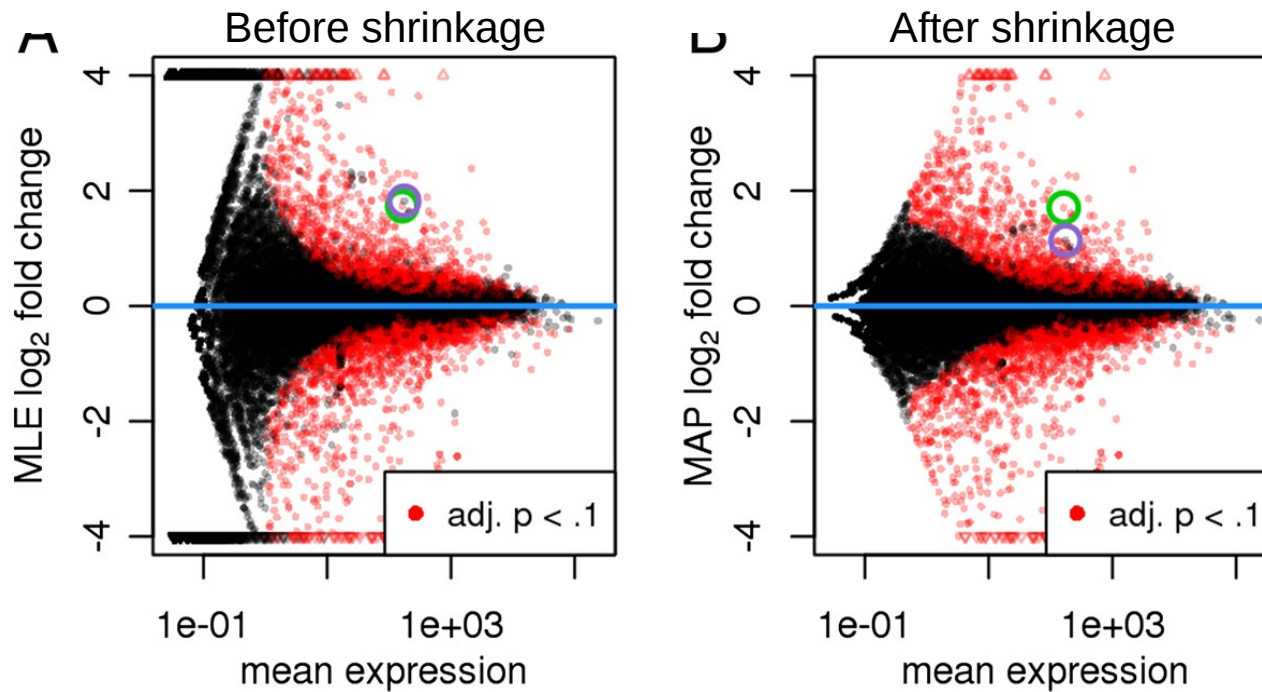 A Before shrinkage
MLE log2 fold change
4
2
0
-2
-4
adj. p < .1
1e-01 1e+03
mean expression
After shrinkage
MAP log2 fold change
4
2
0
-2
-4
adj. p < .1
1e-01 1e+03
mean expression